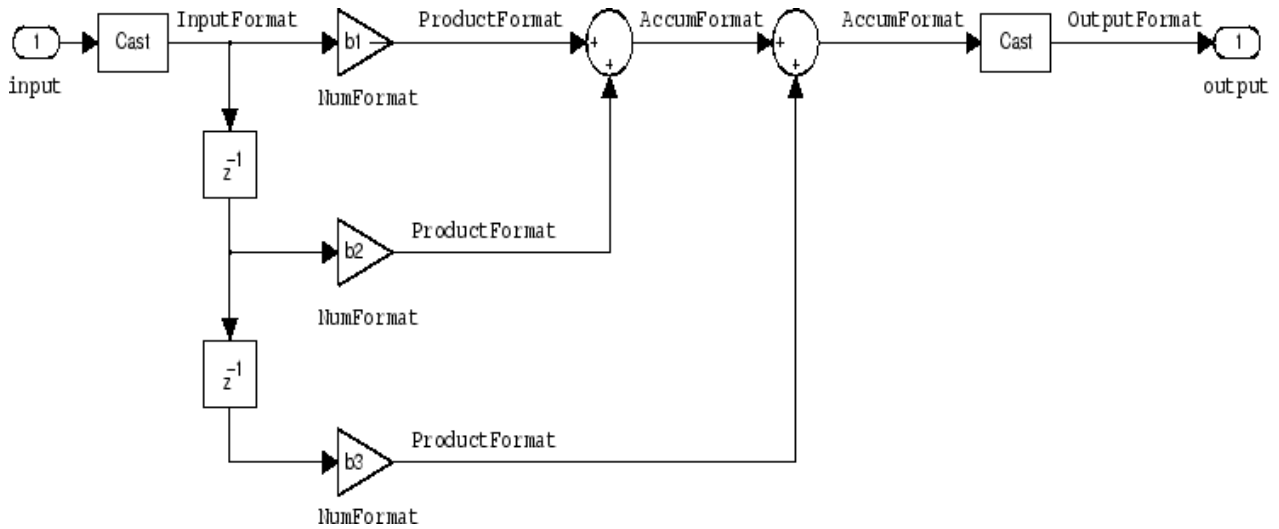 InputFormat ProductFormat AccumFormat AccumFormat OutputFormat
1 Cast b1 + + Cast 1
+ +
input NumFormat output
z-1
ProductFormat
b2
NumFormat
z-1
ProductFormat
b3
NumFormat